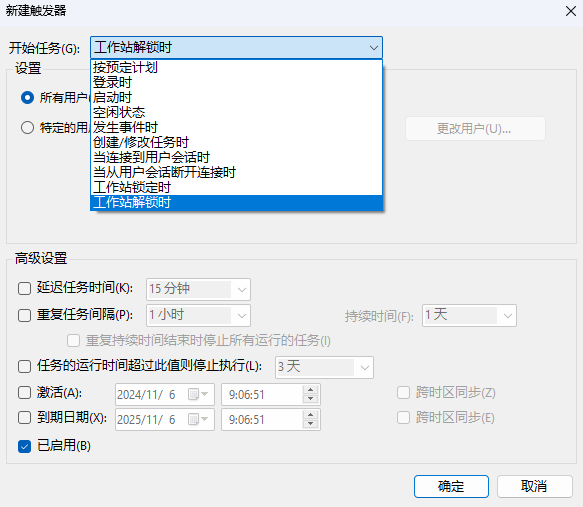 新建触发器
开始任务(G): 工作站解锁时
设置
按预定计划
登录时
启动时
空闲状态
发生事件时
创建/修改任务时
当连接到用户会话时
当从用户会话断开连接时
工作站锁定时
工作站解锁时
所有用户
特定的用
更改用户(U)...
高级设置
延迟任务时间(K): 15 分钟
重复任务间隔(P): 1 小时 持续时间(F): 1 天
重复持续时间结束时停止所有运行的任务(I)
任务的运行时间超过此值则停止执行(L): 3 天
激活(A): 2024/11/ 6 9:06:51 跨时区同步(Z)
到期日期(X): 2025/11/ 6 9:06:51 跨时区同步(E)
已启用(B)
确定 取消